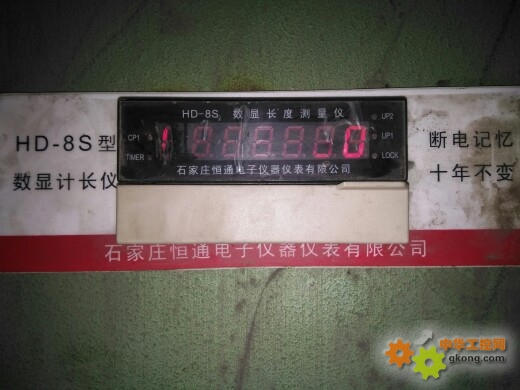 HD-8S 数显长度测量仪
UP2
HD-8S型
CP1
UP1
断电记忆
TIMER
LOCK
数显计长仪
石家庄恒通电子仪器仪表有限公司
十年不变
石家庄恒通电子仪器仪表有限公司
中华工控网
gkong.com